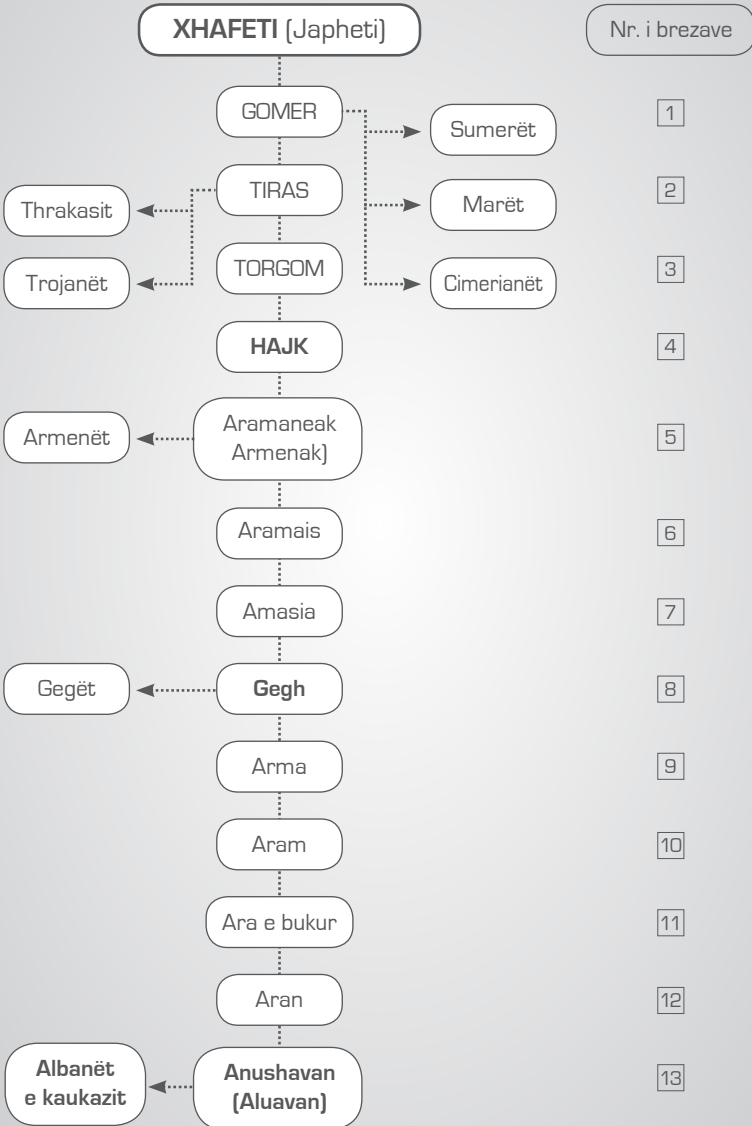 XHAFETI (Japheti)
Nr. i brezave
GOMER
Sumerët
1
Thrakasit
TIRAS
Marët
2
Trojanët
TORGOM
Cimerianët
3
HAJK
4
Armenët
Aramaneak
Armenak)
5
Aramais
6
Amasia
7
Gegët
Gegh
8
Arma
9
Aram
10
Ara e bukur
11
Aran
12
Albanët
e kaukazit
Anushavan
(Aluavan)
13